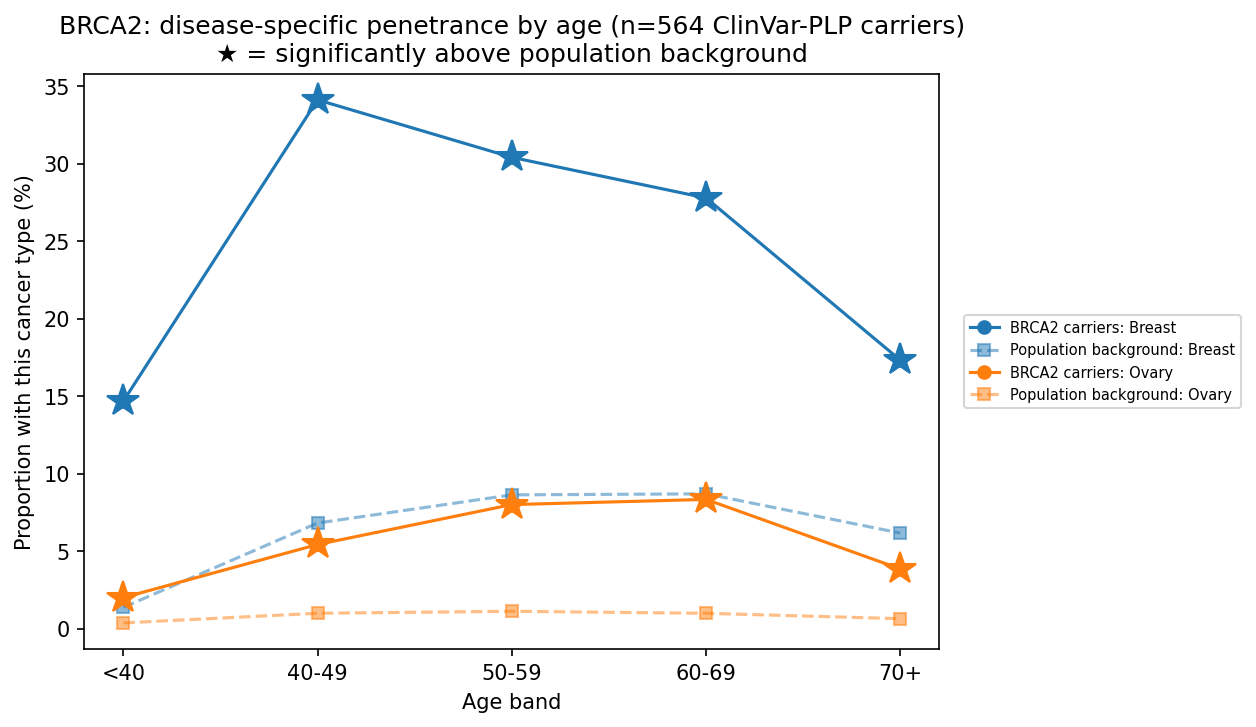 BRCA2: disease-specific penetrance by age (n=564 ClinVar-PLP carriers)
★ = significantly above population background
Proportion with this cancer type (%)
35
30
25
20
15
10
5
0
<40
40-49
50-59
60-69
70+
Age band
BRCA2 carriers: Breast
Population background: Breast
BRCA2 carriers: Ovary
Population background: Ovary